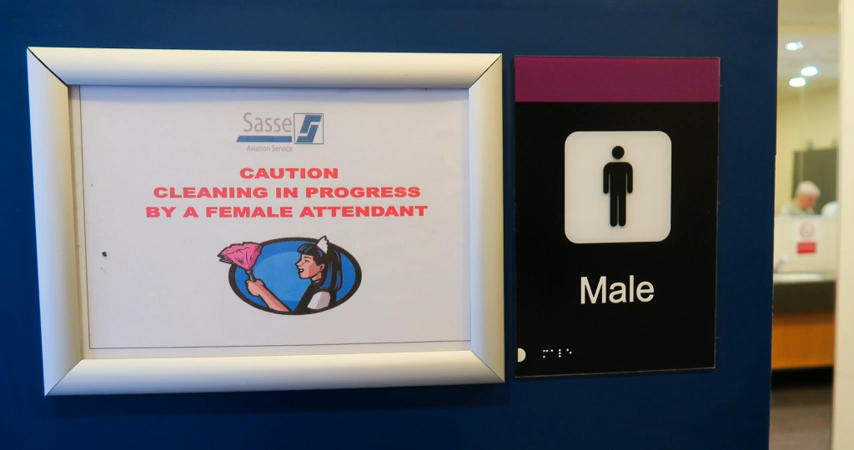 Sasse
Aviation Service
CAUTION
CLEANING IN PROGRESS
BY A FEMALE ATTENDANT
Male